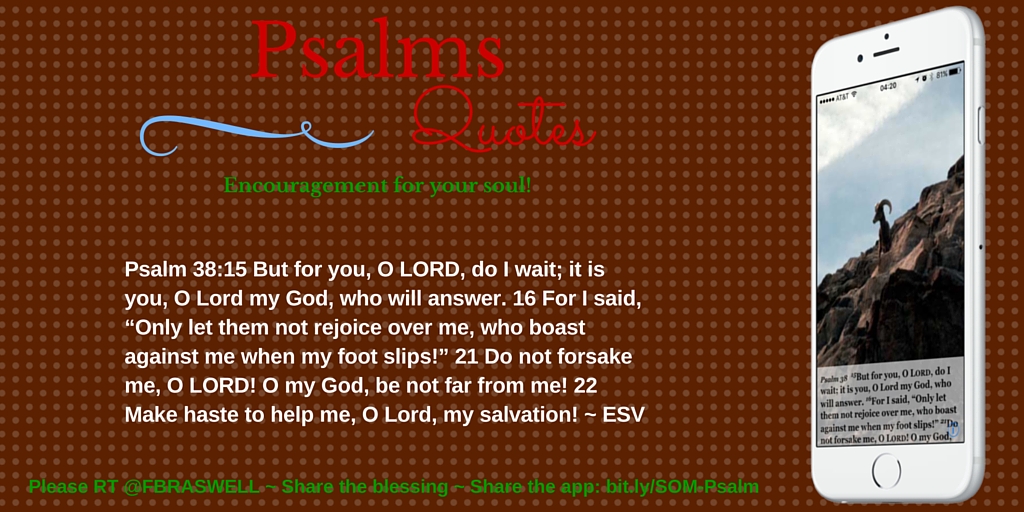 Psalms
Quotes
Encouragement for your soul!
Psalm 38:15 But for you, O LORD, do I wait; it is
you, O Lord my God, who will answer. 16 For I said,
“Only let them not rejoice over me, who boast
against me when my foot slips!” 21 Do not forsake
me, O LORD! O my God, be not far from me! 22
Make haste to help me, O Lord, my salvation! ~ ESV
Please RT @FBRASWELL ~ Share the blessing ~ Share the app: bit.ly/SOM-Psalm
AT&T 04:20 81%
Psalm 38 15But for you, O LORD, do I
wait; it is you, O Lord my God, who
will answer. 16For I said, “Only let
them not rejoice over me, who boast
against me when my foot slips!” 21Do
not forsake me, O LORD! O my God,